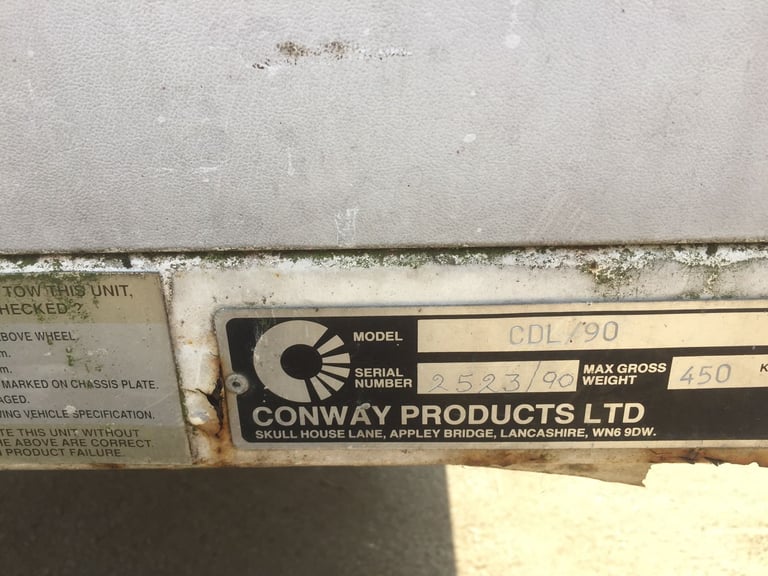 TOW THIS UNIT,
HECKED?
BOVE WHEEL.
m.
m.
MARKED ON CHASSIS PLATE.
AGED.
ING VEHICLE SPECIFICATION.
TE THIS UNIT WITHOUT
HE ABOVE ARE CORRECT.
N PRODUCT FAILURE.
MODEL CDL/90
SERIAL NUMBER 2523/90 MAX GROSS WEIGHT 450 K
CONWAY PRODUCTS LTD
SKULL HOUSE LANE, APPLEY BRIDGE, LANCASHIRE, WN6 9DW.